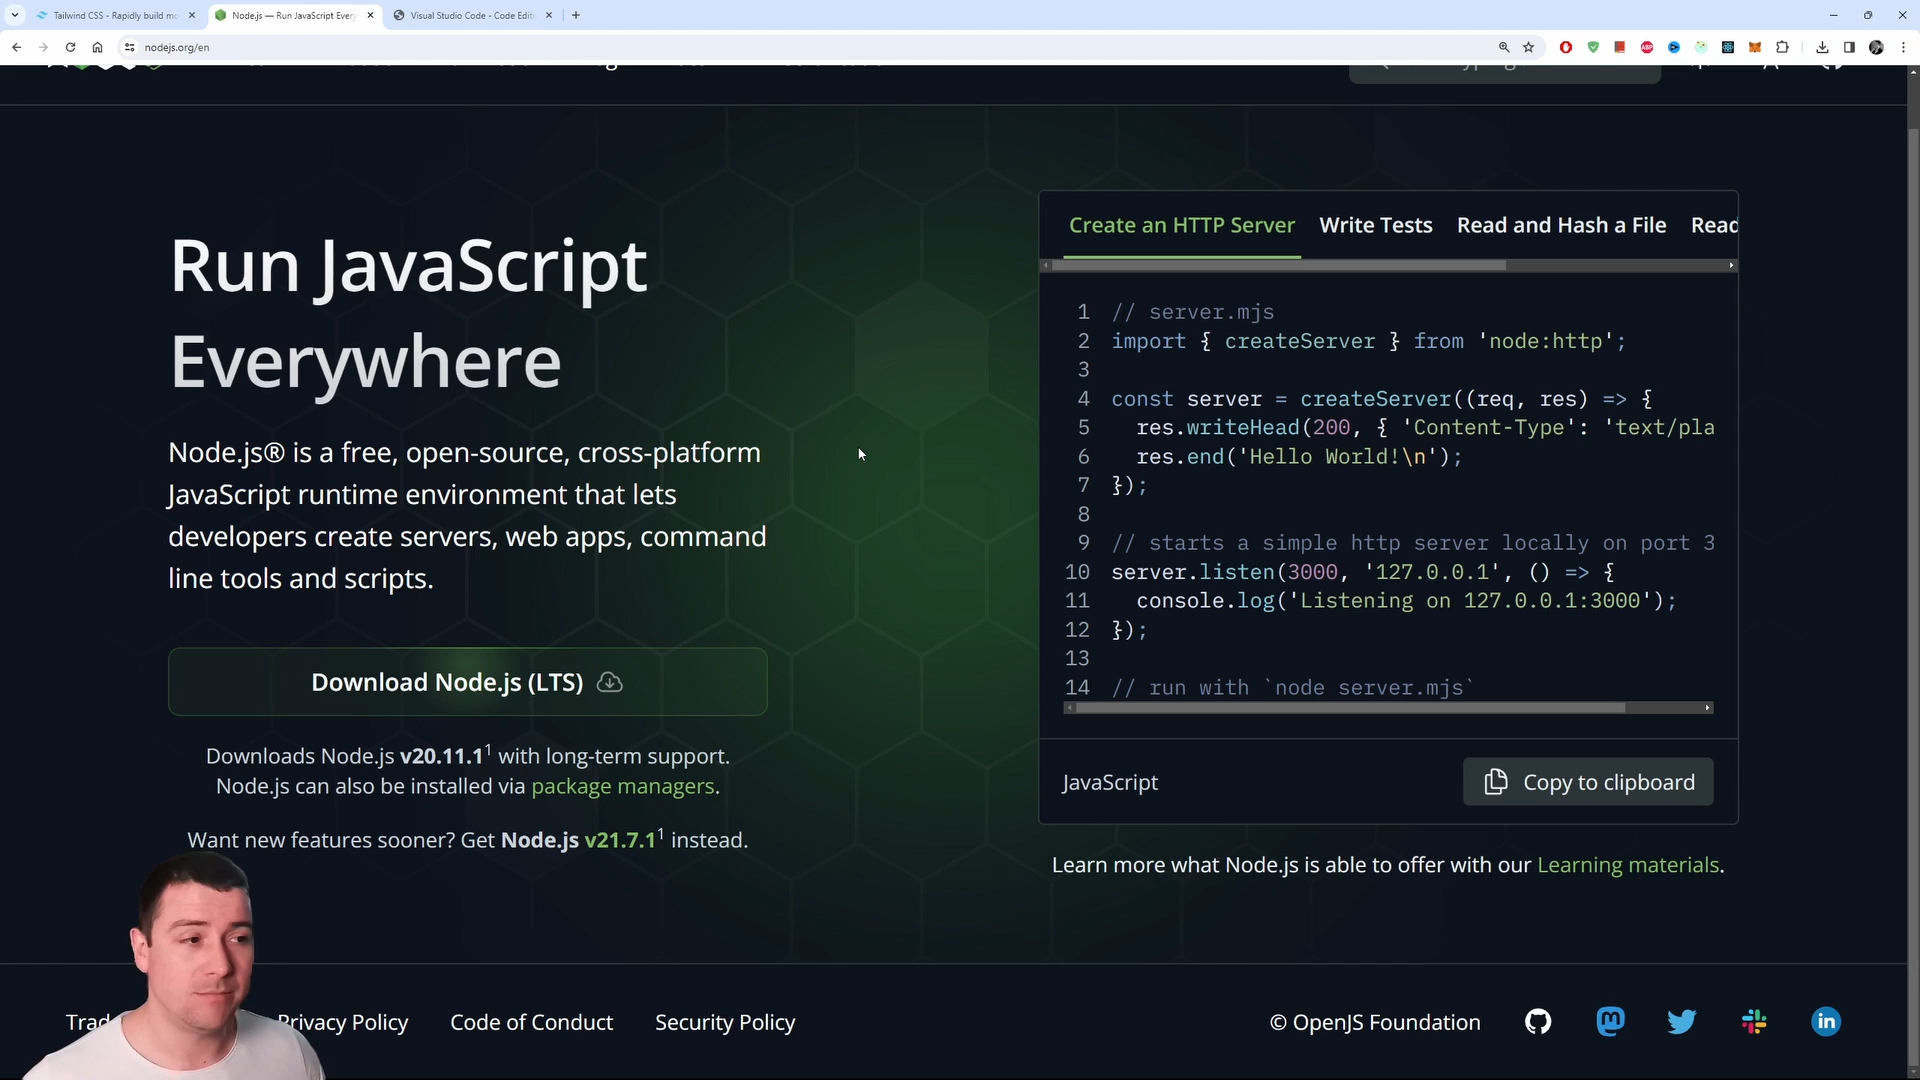 Tailwind CSS - Rapidly build mo
Node.js — Run JavaScript Every
Visual Studio Code - Code Edit
nodejs.org/en
Run JavaScript
Everywhere
Node.js® is a free, open-source, cross-platform
JavaScript runtime environment that lets
developers create servers, web apps, command
line tools and scripts.
Download Node.js (LTS)
Downloads Node.js v20.11.1¹ with long-term support.
Node.js can also be installed via package managers.
Want new features sooner? Get Node.js v21.7.1¹ instead.
Create an HTTP Server Write Tests Read and Hash a File Read
1 // server.mjs
2 import { createServer } from 'node:http';
3
4 const server = createServer((req, res) => {
5 res.writeHead(200, { 'Content-Type': 'text/pla
6 res.end('Hello World!\n');
7 });
8
9 // starts a simple http server locally on port 3
10 server.listen(3000, '127.0.0.1', () => {
11 console.log('Listening on 127.0.0.1:3000');
12 });
13
14 // run with `node server.mjs`
JavaScript
Copy to clipboard
Learn more what Node.js is able to offer with our Learning materials.
Trad
Privacy Policy
Code of Conduct
Security Policy
© OpenJS Foundation
in
ABP